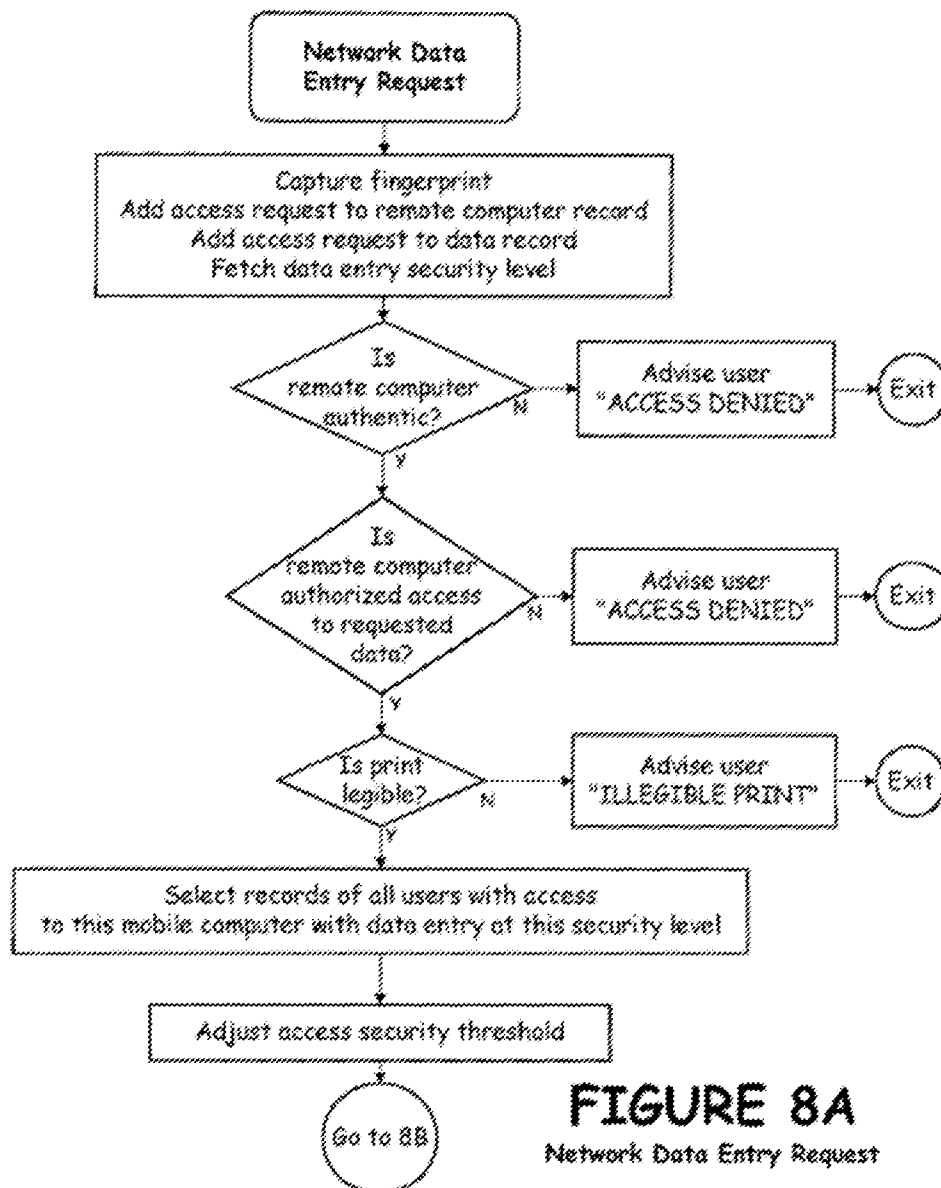 Network Data
Entry Request
Capture fingerprint
Add access request to remote computer record
Add access request to data record
Fetch data entry security level
Is
remote computer
authentic?
N
Advise user
"ACCESS DENIED"
Exit
Y
Is
remote computer
authorized access
to requested
data?
N
Advise user
"ACCESS DENIED"
Exit
Y
Is print
legible?
N
Advise user
"ILLEGIBLE PRINT"
Exit
Y
Select records of all users with access
to this mobile computer with data entry at this security level
Adjust access security threshold
Go to 8B
FIGURE 8A
Network Data Entry Request